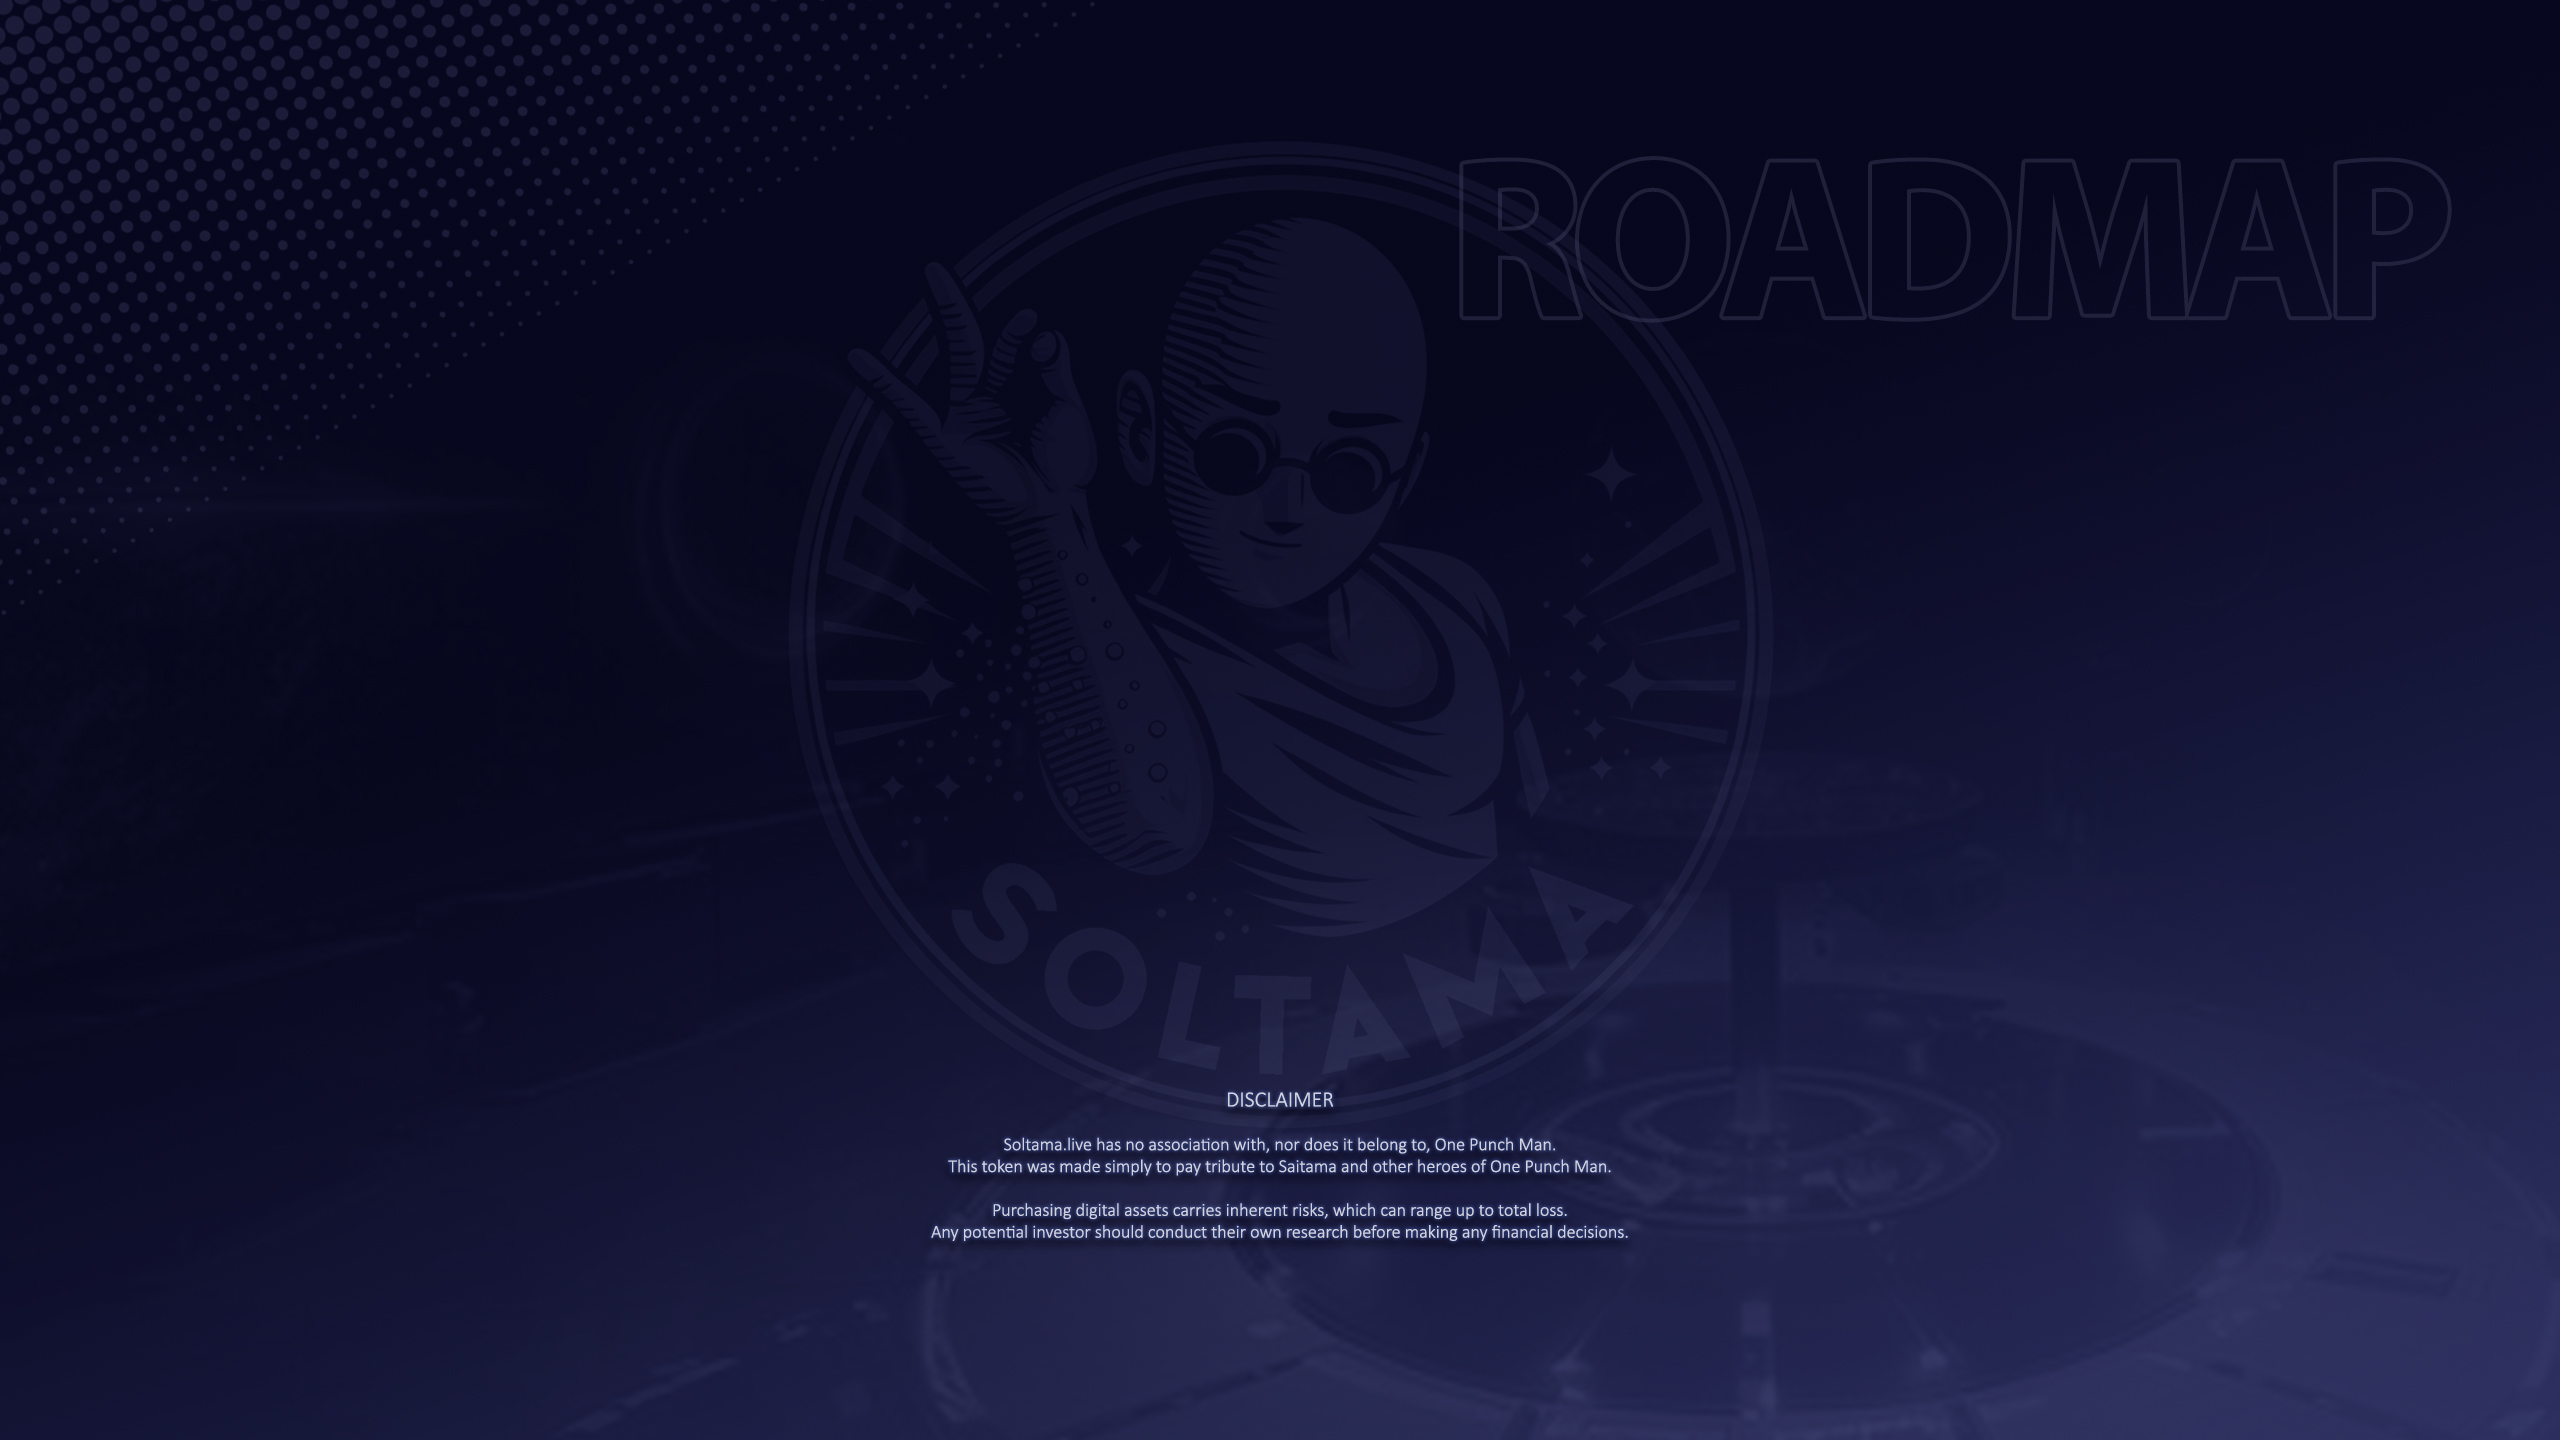 ROADMAP
SOLTAMA
DISCLAIMER
Soltama.live has no association with, nor does it belong to, One Punch Man.
This token was made simply to pay tribute to Saitama and other heroes of One Punch Man.
Purchasing digital assets carries inherent risks, which can range up to total loss.
Any potential investor should conduct their own research before making any financial decisions.